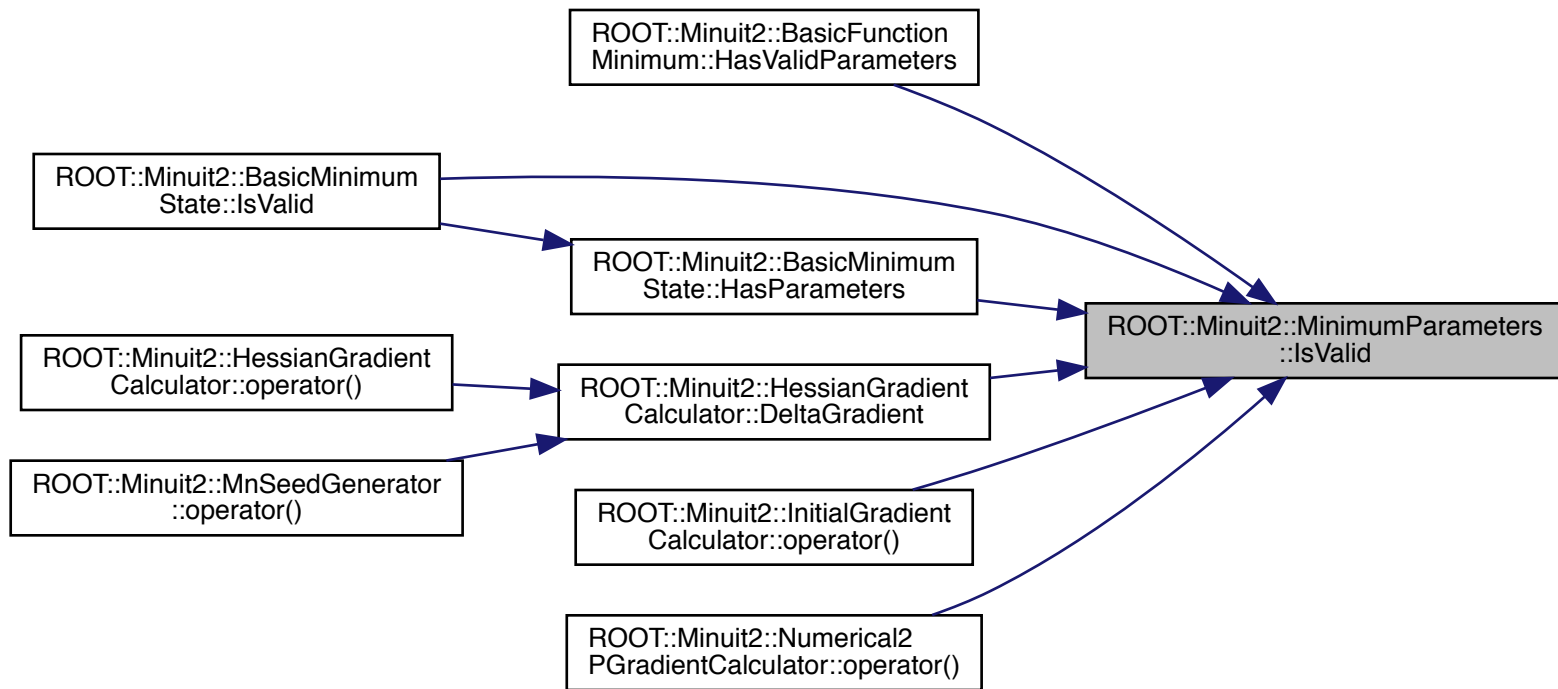 ROOT::Minuit2::BasicFunction
Minimum::HasValidParameters
ROOT::Minuit2::BasicMinimum
State::IsValid
ROOT::Minuit2::BasicMinimum
State::HasParameters
ROOT::Minuit2::MinimumParameters
::IsValid
ROOT::Minuit2::HessianGradient
Calculator::operator()
ROOT::Minuit2::HessianGradient
Calculator::DeltaGradient
ROOT::Minuit2::MnSeedGenerator
::operator()
ROOT::Minuit2::InitialGradient
Calculator::operator()
ROOT::Minuit2::Numerical2
PGradientCalculator::operator()